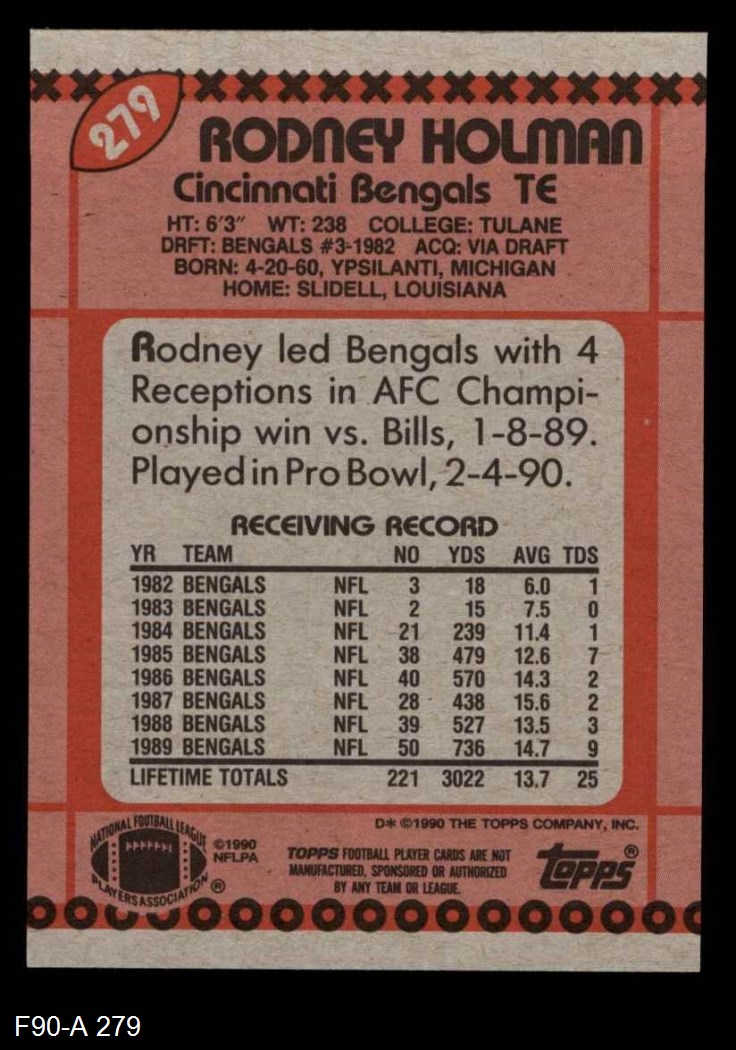 279
RODNEY HOLMAN
Cincinnati Bengals TE
HT: 6'3" WT: 238 COLLEGE: TULANE
DRFT: BENGALS #3-1982 ACQ: VIA DRAFT
BORN: 4-20-60, YPSILANTI, MICHIGAN
HOME: SLIDELL, LOUISIANA
Rodney led Bengals with 4
Receptions in AFC Champi-
onship win vs. Bills, 1-8-89.
Played in Pro Bowl, 2-4-90.
RECEIVING RECORD
YR TEAM NO YDS AVG TDS
1982 BENGALS NFL 3 18 6.0 1
1983 BENGALS NFL 2 15 7.5 0
1984 BENGALS NFL 21 239 11.4 1
1985 BENGALS NFL 38 479 12.6 7
1986 BENGALS NFL 40 570 14.3 2
1987 BENGALS NFL 28 438 15.6 2
1988 BENGALS NFL 39 527 13.5 3
1989 BENGALS NFL 50 736 14.7 9
LIFETIME TOTALS 221 3022 13.7 25
D* ©1990 THE TOPPS COMPANY, INC.
NATIONAL FOOTBALL LEAGUE
PLAYERS ASSOCIATION ®
©1990
NFLPA
TOPPS FOOTBALL PLAYER CARDS ARE NOT
MANUFACTURED, SPONSORED OR AUTHORIZED
BY ANY TEAM OR LEAGUE.
topps®
F90-A 279